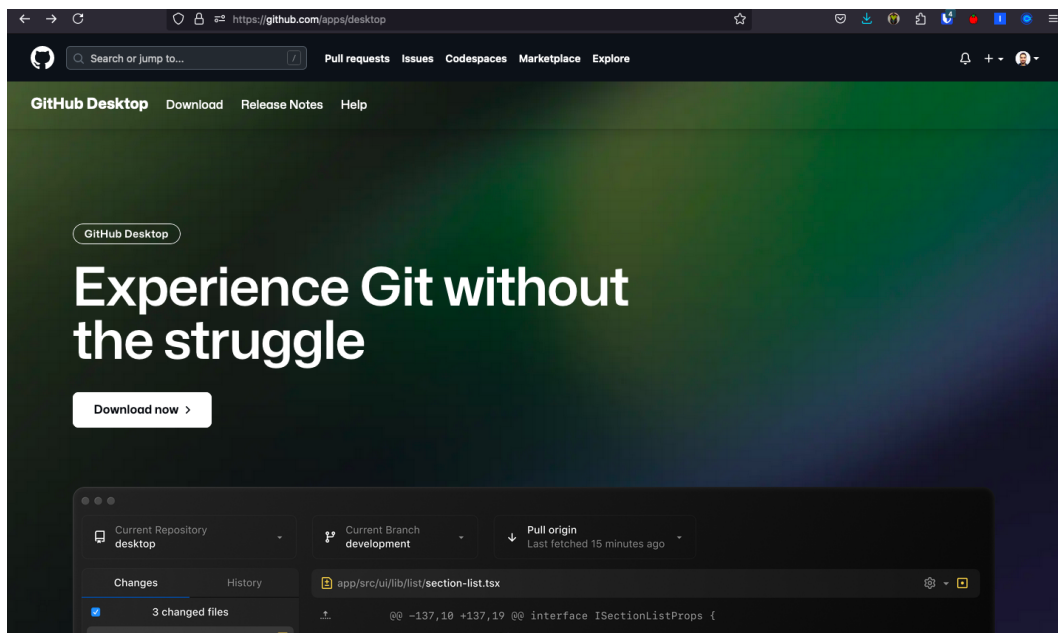 https://github.com/apps/desktop
Search or jump to... /
Pull requests Issues Codespaces Marketplace Explore
GitHub Desktop Download Release Notes Help
GitHub Desktop
Experience Git without
the struggle
Download now
Current Repository
desktop
Current Branch
development
Pull origin
Last fetched 15 minutes ago
Changes History
app/src/ui/lib/list/section-list.tsx
3 changed files
@@ -137,10 +137,19 @@ interface ISectionListProps {